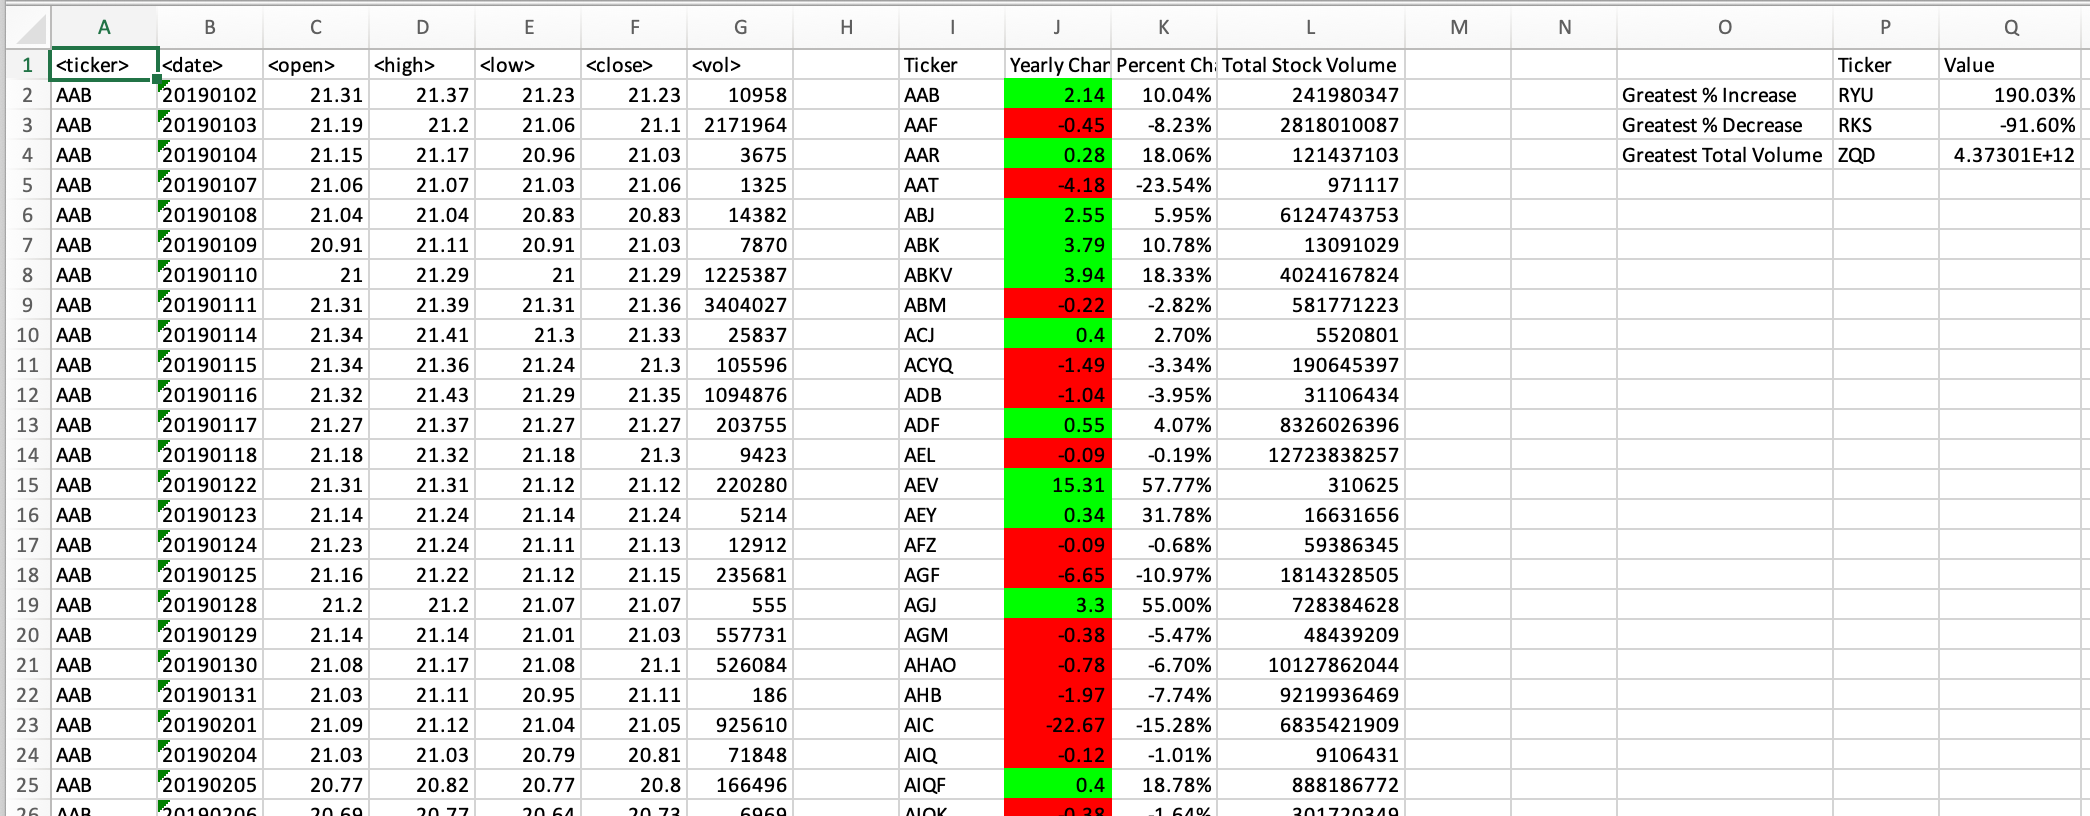 A B C D E F G H I J K L M N O P Q
1 <ticker> <date> <open> <high> <low> <close> <vol> Ticker Yearly Char Percent Ch Total Stock Volume Ticker Value
2 AAB 20190102 21.31 21.37 21.23 21.23 10958 AAB 2.14 10.04% 241980347 Greatest % Increase RYU 190.03%
3 AAB 20190103 21.19 21.2 21.06 21.1 2171964 AAF -0.45 -8.23% 2818010087 Greatest % Decrease RKS -91.60%
4 AAB 20190104 21.15 21.17 20.96 21.03 3675 AAR 0.28 18.06% 121437103 Greatest Total Volume ZQD 4.37301E+12
5 AAB 20190107 21.06 21.07 21.03 21.06 1325 AAT -4.18 -23.54% 971117
6 AAB 20190108 21.04 21.04 20.83 20.83 14382 ABJ 2.55 5.95% 6124743753
7 AAB 20190109 20.91 21.11 20.91 21.03 7870 ABK 3.79 10.78% 13091029
8 AAB 20190110 21 21.29 21 21.29 1225387 ABKV 3.94 18.33% 4024167824
9 AAB 20190111 21.31 21.39 21.31 21.36 3404027 ABM -0.22 -2.82% 581771223
10 AAB 20190114 21.34 21.41 21.3 21.33 25837 ACJ 0.4 2.70% 5520801
11 AAB 20190115 21.34 21.36 21.24 21.3 105596 ACYQ -1.49 -3.34% 190645397
12 AAB 20190116 21.32 21.43 21.29 21.35 1094876 ADB -1.04 -3.95% 31106434
13 AAB 20190117 21.27 21.37 21.27 21.27 203755 ADF 0.55 4.07% 8326026396
14 AAB 20190118 21.18 21.32 21.18 21.3 9423 AEL -0.09 -0.19% 12723838257
15 AAB 20190122 21.31 21.31 21.12 21.12 220280 AEV 15.31 57.77% 310625
16 AAB 20190123 21.14 21.24 21.14 21.24 5214 AEY 0.34 31.78% 16631656
17 AAB 20190124 21.23 21.24 21.11 21.13 12912 AFZ -0.09 -0.68% 59386345
18 AAB 20190125 21.16 21.22 21.12 21.15 235681 AGF -6.65 -10.97% 1814328505
19 AAB 20190128 21.2 21.2 21.07 21.07 555 AGJ 3.3 55.00% 728384628
20 AAB 20190129 21.14 21.14 21.01 21.03 557731 AGM -0.38 -5.47% 48439209
21 AAB 20190130 21.08 21.17 21.08 21.1 526084 AHAO -0.78 -6.70% 10127862044
22 AAB 20190131 21.03 21.11 20.95 21.11 186 AHB -1.97 -7.74% 9219936469
23 AAB 20190201 21.09 21.12 21.04 21.05 925610 AIC -22.67 -15.28% 6835421909
24 AAB 20190204 21.03 21.03 20.79 20.81 71848 AIQ -0.12 -1.01% 9106431
25 AAB 20190205 20.77 20.82 20.77 20.8 166496 AIQF 0.4 18.78% 888186772
26 AAB 20190206 20.69 20.77 20.64 20.73 6969 -0.38 -1.64% 301720349